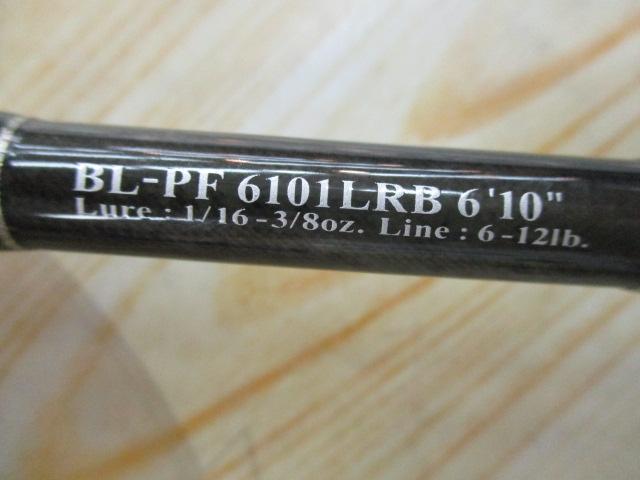 BL-PF 6101LRB 6'10"
Lure : 1/16-3/8oz. Line : 6-12lb.